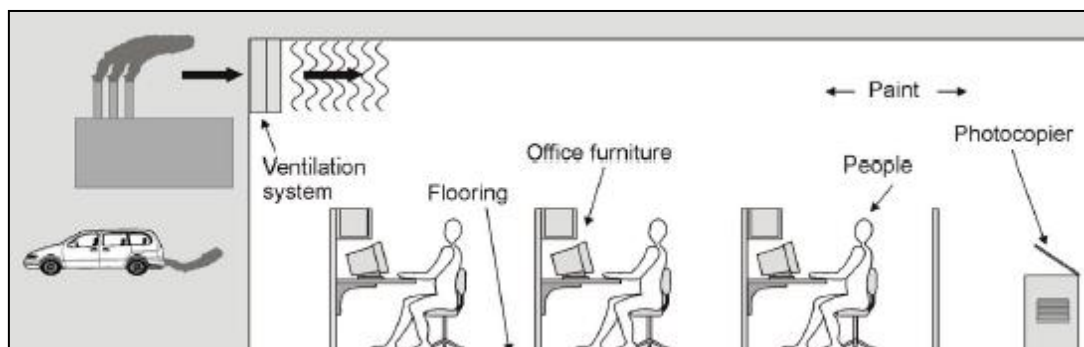 Paint
Photocopier
Office furniture
People
Ventilation
system
Flooring